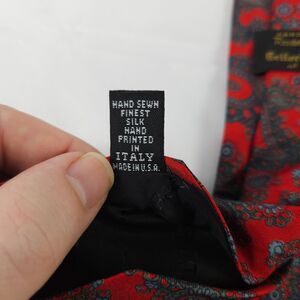 HAND SEWN
FINEST
SILK
HAND
PRINTED
IN
ITALY
MADE IN U.S.A.